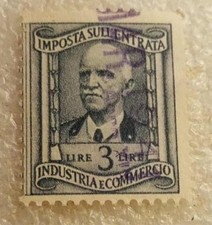 IMPOSTA SULL'ENTRATA
LIRE 3 LIRE
INDUSTRIA E COMMERCIO